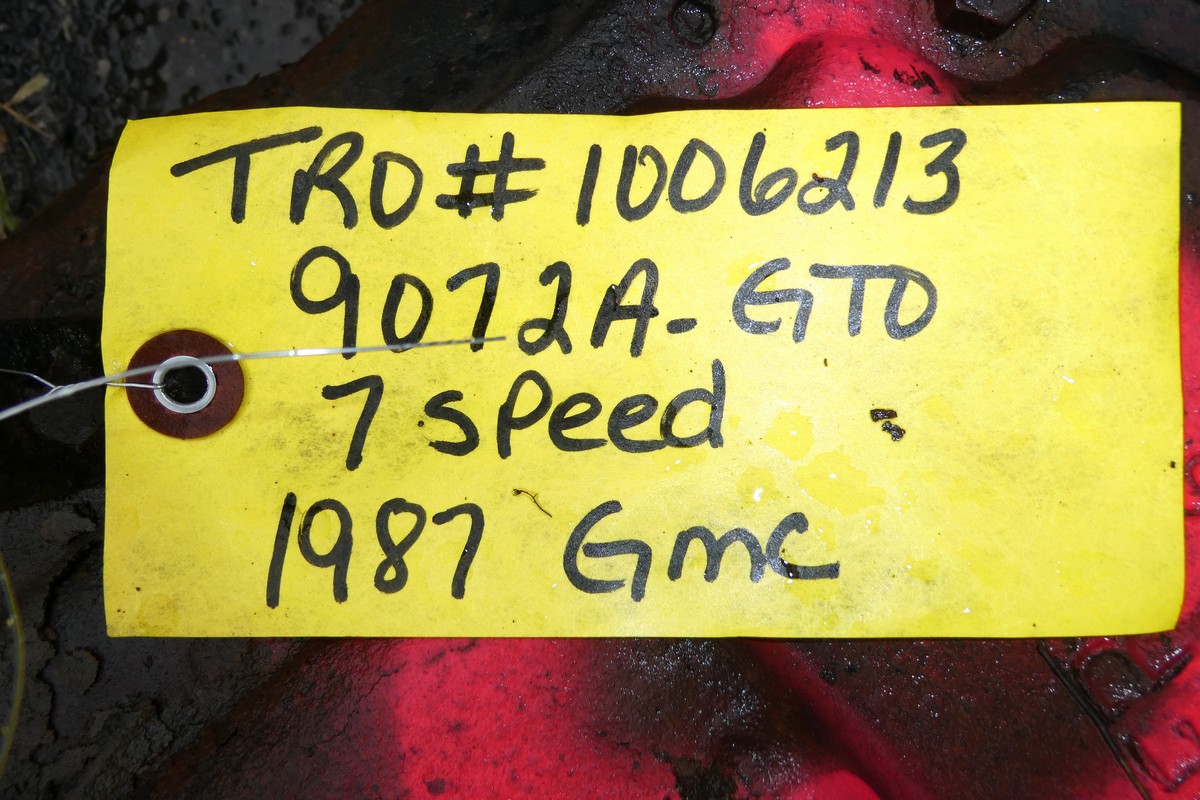 TRO# 1006213
9072A- GTO
7 speed
1987 Gmc